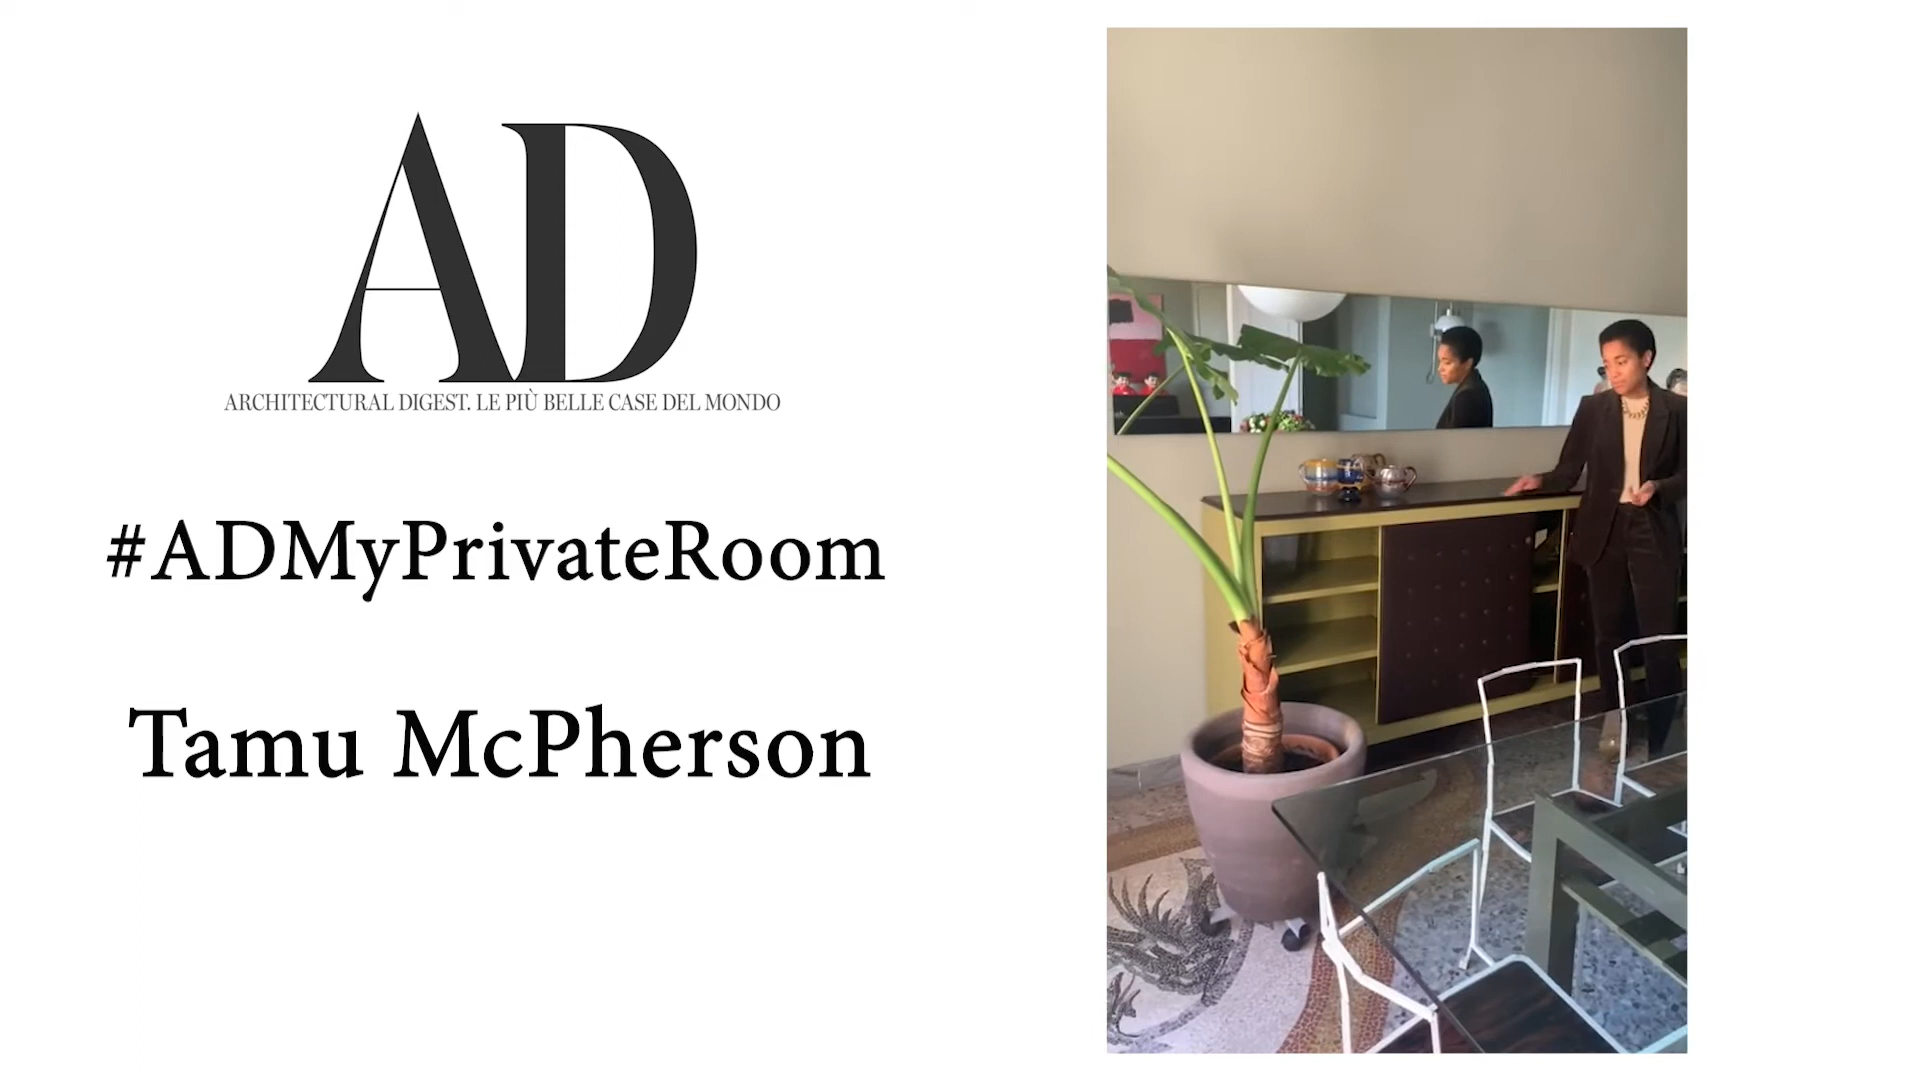 AD
ARCHITECTURAL DIGEST. LE PIÙ BELLE CASE DEL MONDO
#ADMyPrivateRoom
Tamu McPherson